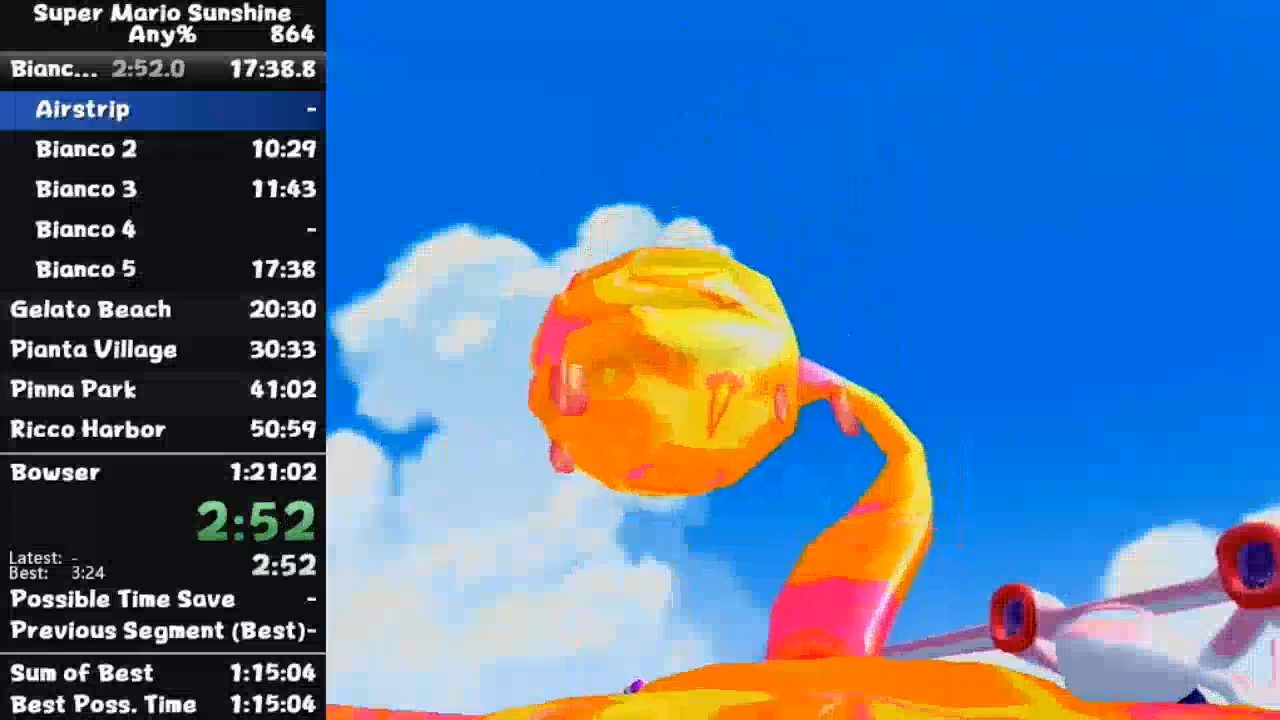 Super Mario Sunshine
Any% 864
Bianc... 2:52.0 17:38.8
Airstrip -
Bianco 2 10:29
Bianco 3 11:43
Bianco 4 -
Bianco 5 17:38
Gelato Beach 20:30
Pianta Village 30:33
Pinna Park 41:02
Ricco Harbor 50:59
Bowser 1:21:02
2:52
Latest: -
Best: 3:24 2:52
Possible Time Save -
Previous Segment (Best)-
Sum of Best 1:15:04
Best Poss. Time 1:15:04